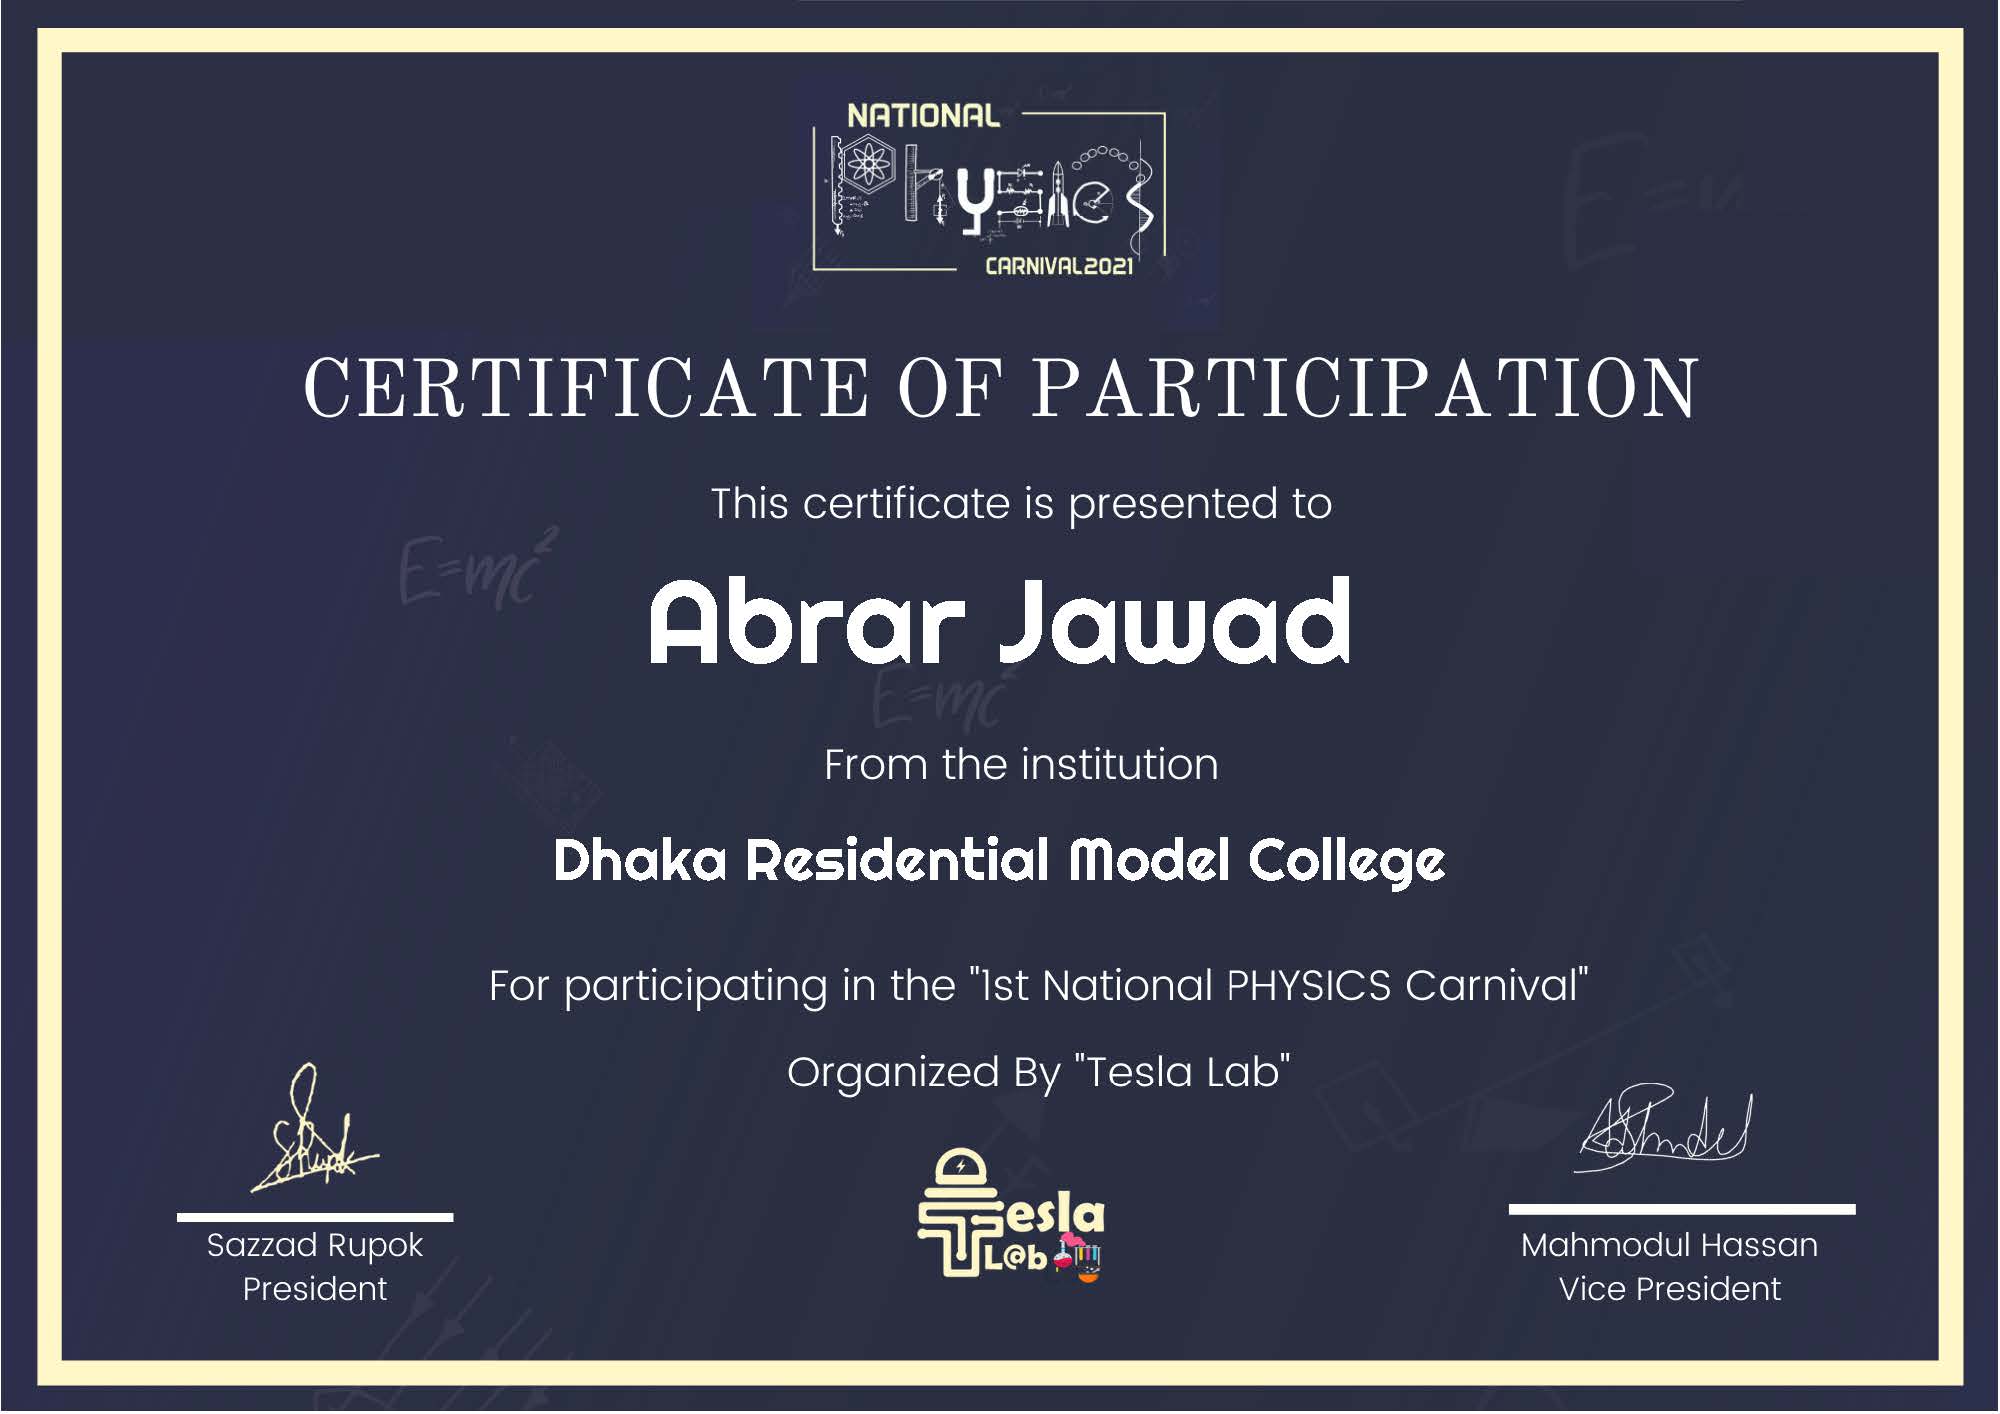 NATIONAL
Physics
CARNIVAL2021
CERTIFICATE OF PARTICIPATION
This certificate is presented to
E=mc²
Abrar Jawad
E=mc²
From the institution
Dhaka Residential Model College
For participating in the "1st National PHYSICS Carnival"
Organized By "Tesla Lab"
Tesla
L@b
Sazzad Rupok
President
Mahmodul Hassan
Vice President